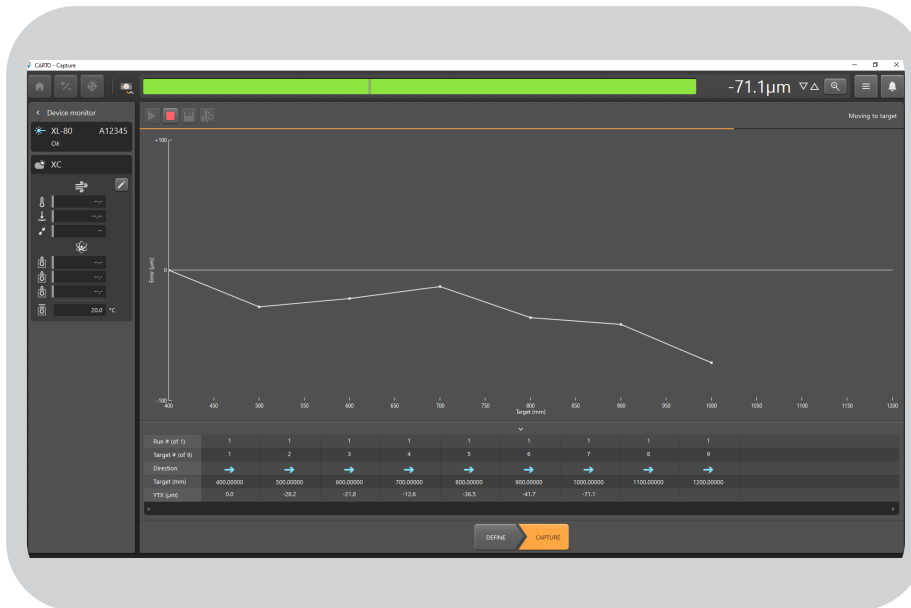 CARTO - Capture
-71.1µm
Device monitor
XL-80 A12345
Ok
XC
--.-
--.--
--
--.-
--.-
--.-
20.0 °C
Moving to target
+100
Error (µm)
0
-100
400 450 500 550 600 650 700 750 800 850 900 950 1000 1050 1100 1150 1200
Target (mm)
Run # (of 1) 1 1 1 1 1 1 1 1 1
Target # (of 9) 1 2 3 4 5 6 7 8 9
Direction
Target (mm) 400.00000 500.00000 600.00000 700.00000 800.00000 900.00000 1000.00000 1100.00000 1200.00000
YTX (µm) 0.0 -28.2 -21.8 -12.6 -36.5 -41.7 -71.1
DEFINE CAPTURE